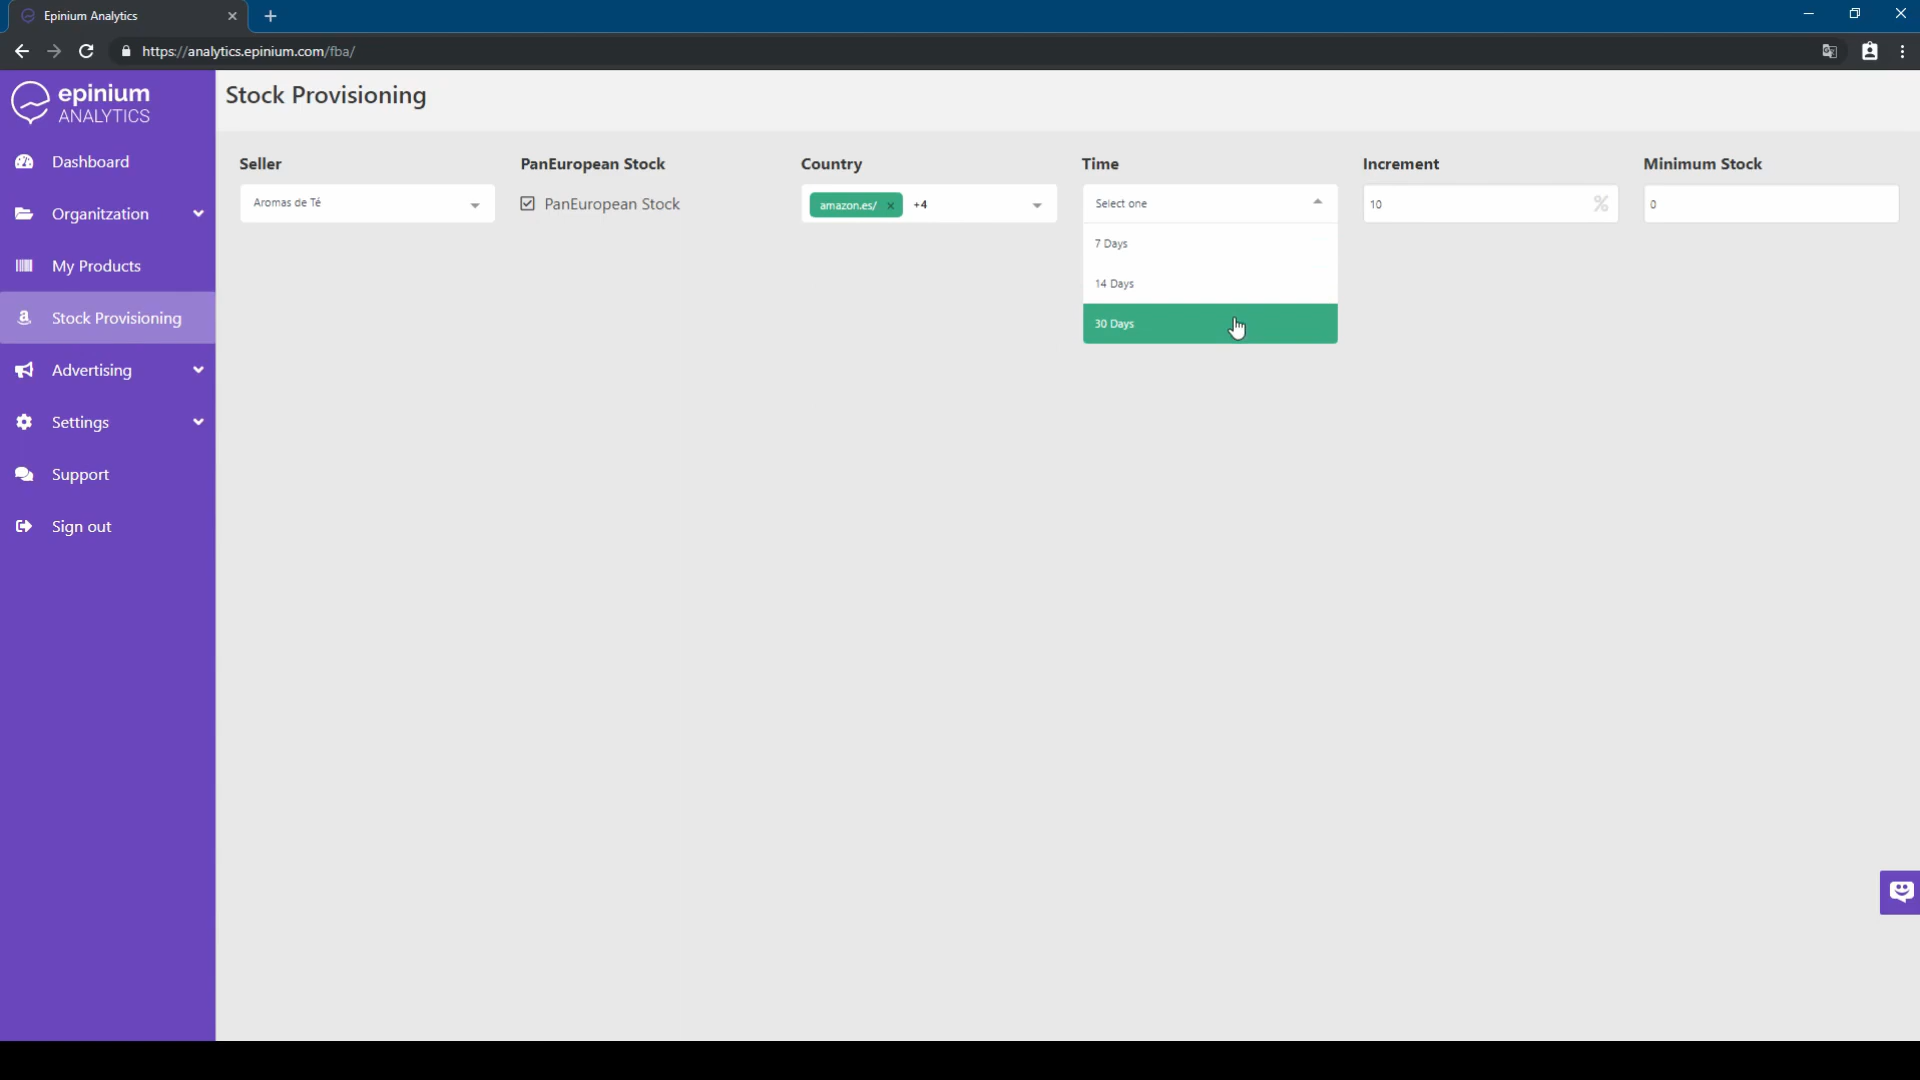 Epinium Analytics
https://analytics.epinium.com/fba/
epinium
ANALYTICS
Stock Provisioning
Dashboard
Organitzation
My Products
Stock Provisioning
Advertising
Settings
Support
Sign out
Seller
Aromas de Té
PanEuropean Stock
PanEuropean Stock
Country
amazon.es/ × +4
Time
Select one
7 Days
14 Days
30 Days
Increment
10 %
Minimum Stock
0